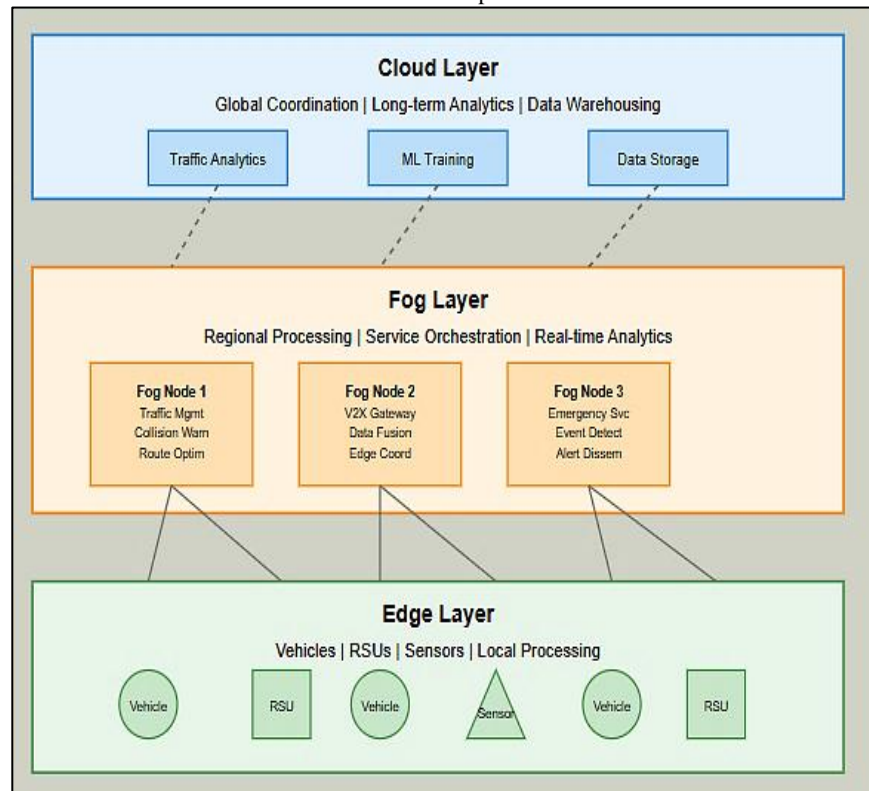 Cloud Layer
Global Coordination | Long-term Analytics | Data Warehousing
Traffic Analytics
ML Training
Data Storage
Fog Layer
Regional Processing | Service Orchestration | Real-time Analytics
Fog Node 1
Traffic Mgmt
Collision Warn
Route Optim
Fog Node 2
V2X Gateway
Data Fusion
Edge Coord
Fog Node 3
Emergency Svc
Event Detect
Alert Dissem
Edge Layer
Vehicles | RSUs | Sensors | Local Processing
Vehicle
RSU
Vehicle
Sensor
Vehicle
RSU